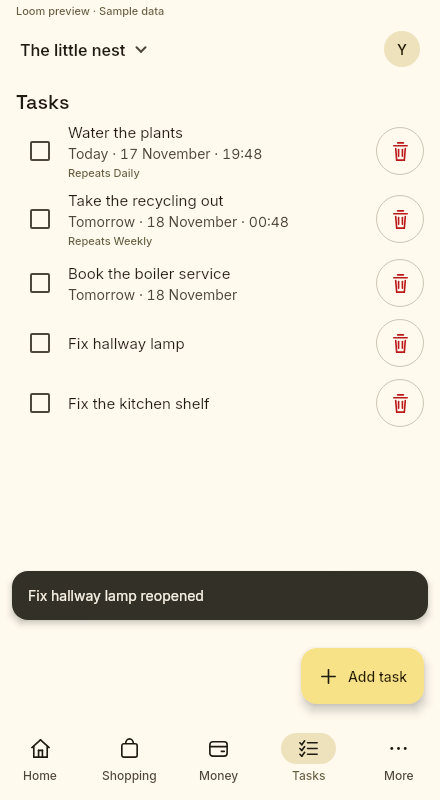 Loom preview · Sample data
The little nest
Y
Tasks
Water the plants
Today · 17 November · 19:48
Repeats Daily
Take the recycling out
Tomorrow · 18 November · 00:48
Repeats Weekly
Book the boiler service
Tomorrow · 18 November
Fix hallway lamp
Fix the kitchen shelf
Fix hallway lamp reopened
Add task
Home
Shopping
Money
Tasks
More